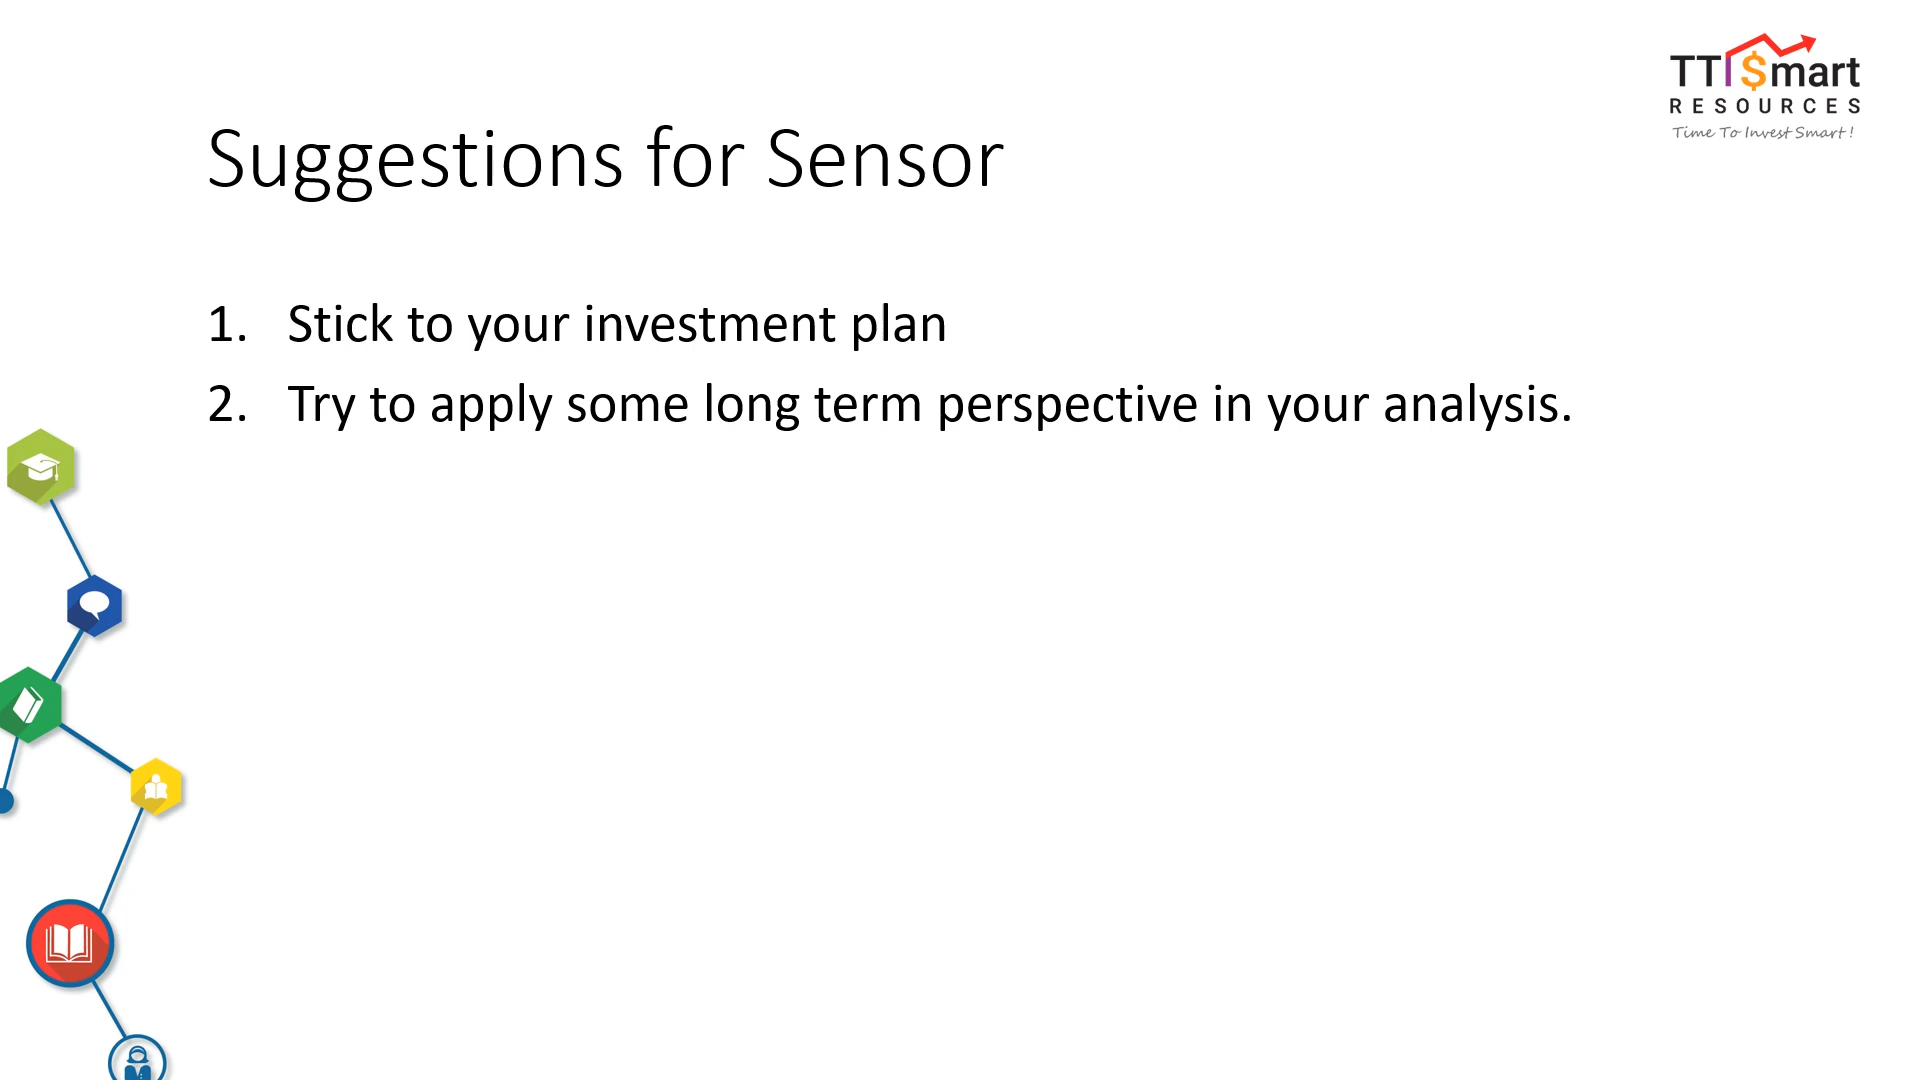 TTI $mart
RESOURCES
Time To Invest Smart !
Suggestions for Sensor
1. Stick to your investment plan
2. Try to apply some long term perspective in your analysis.